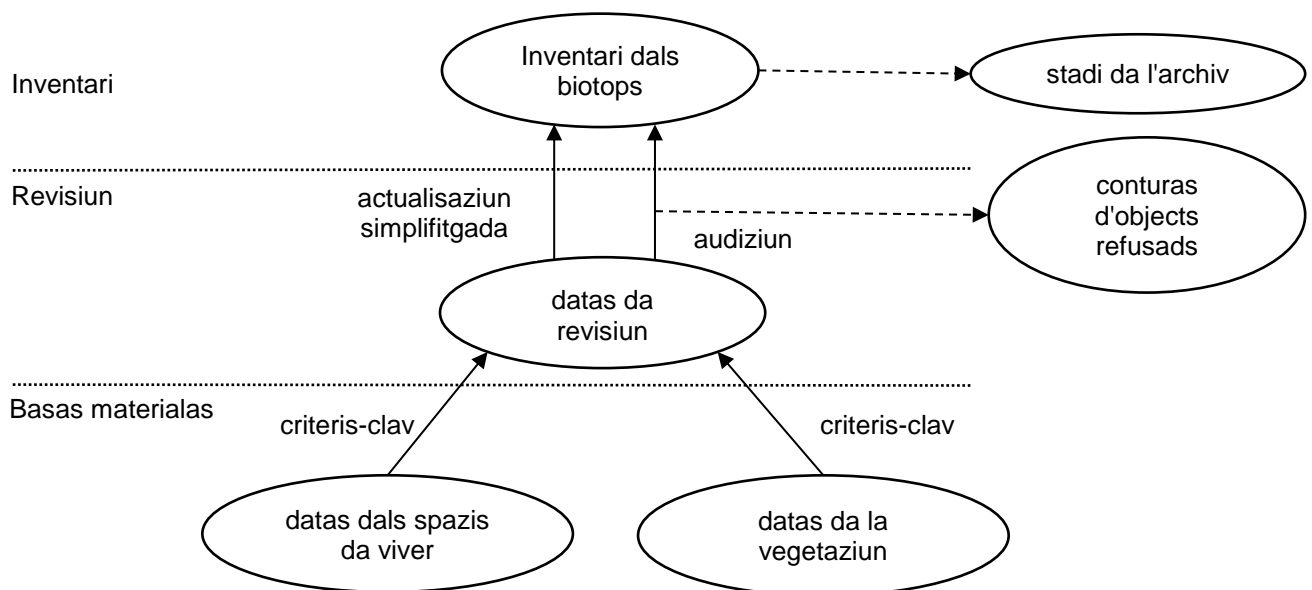 Inventari
Inventari dals
biotops
stadi da l'archiv
Revisiun
actualisaziun
simplifitgada
audiziun
conturas
d'objects
refusads
datas da
revisiun
Basas materialas
criteris-clav
criteris-clav
datas dals spazis
da viver
datas da la
vegetaziun